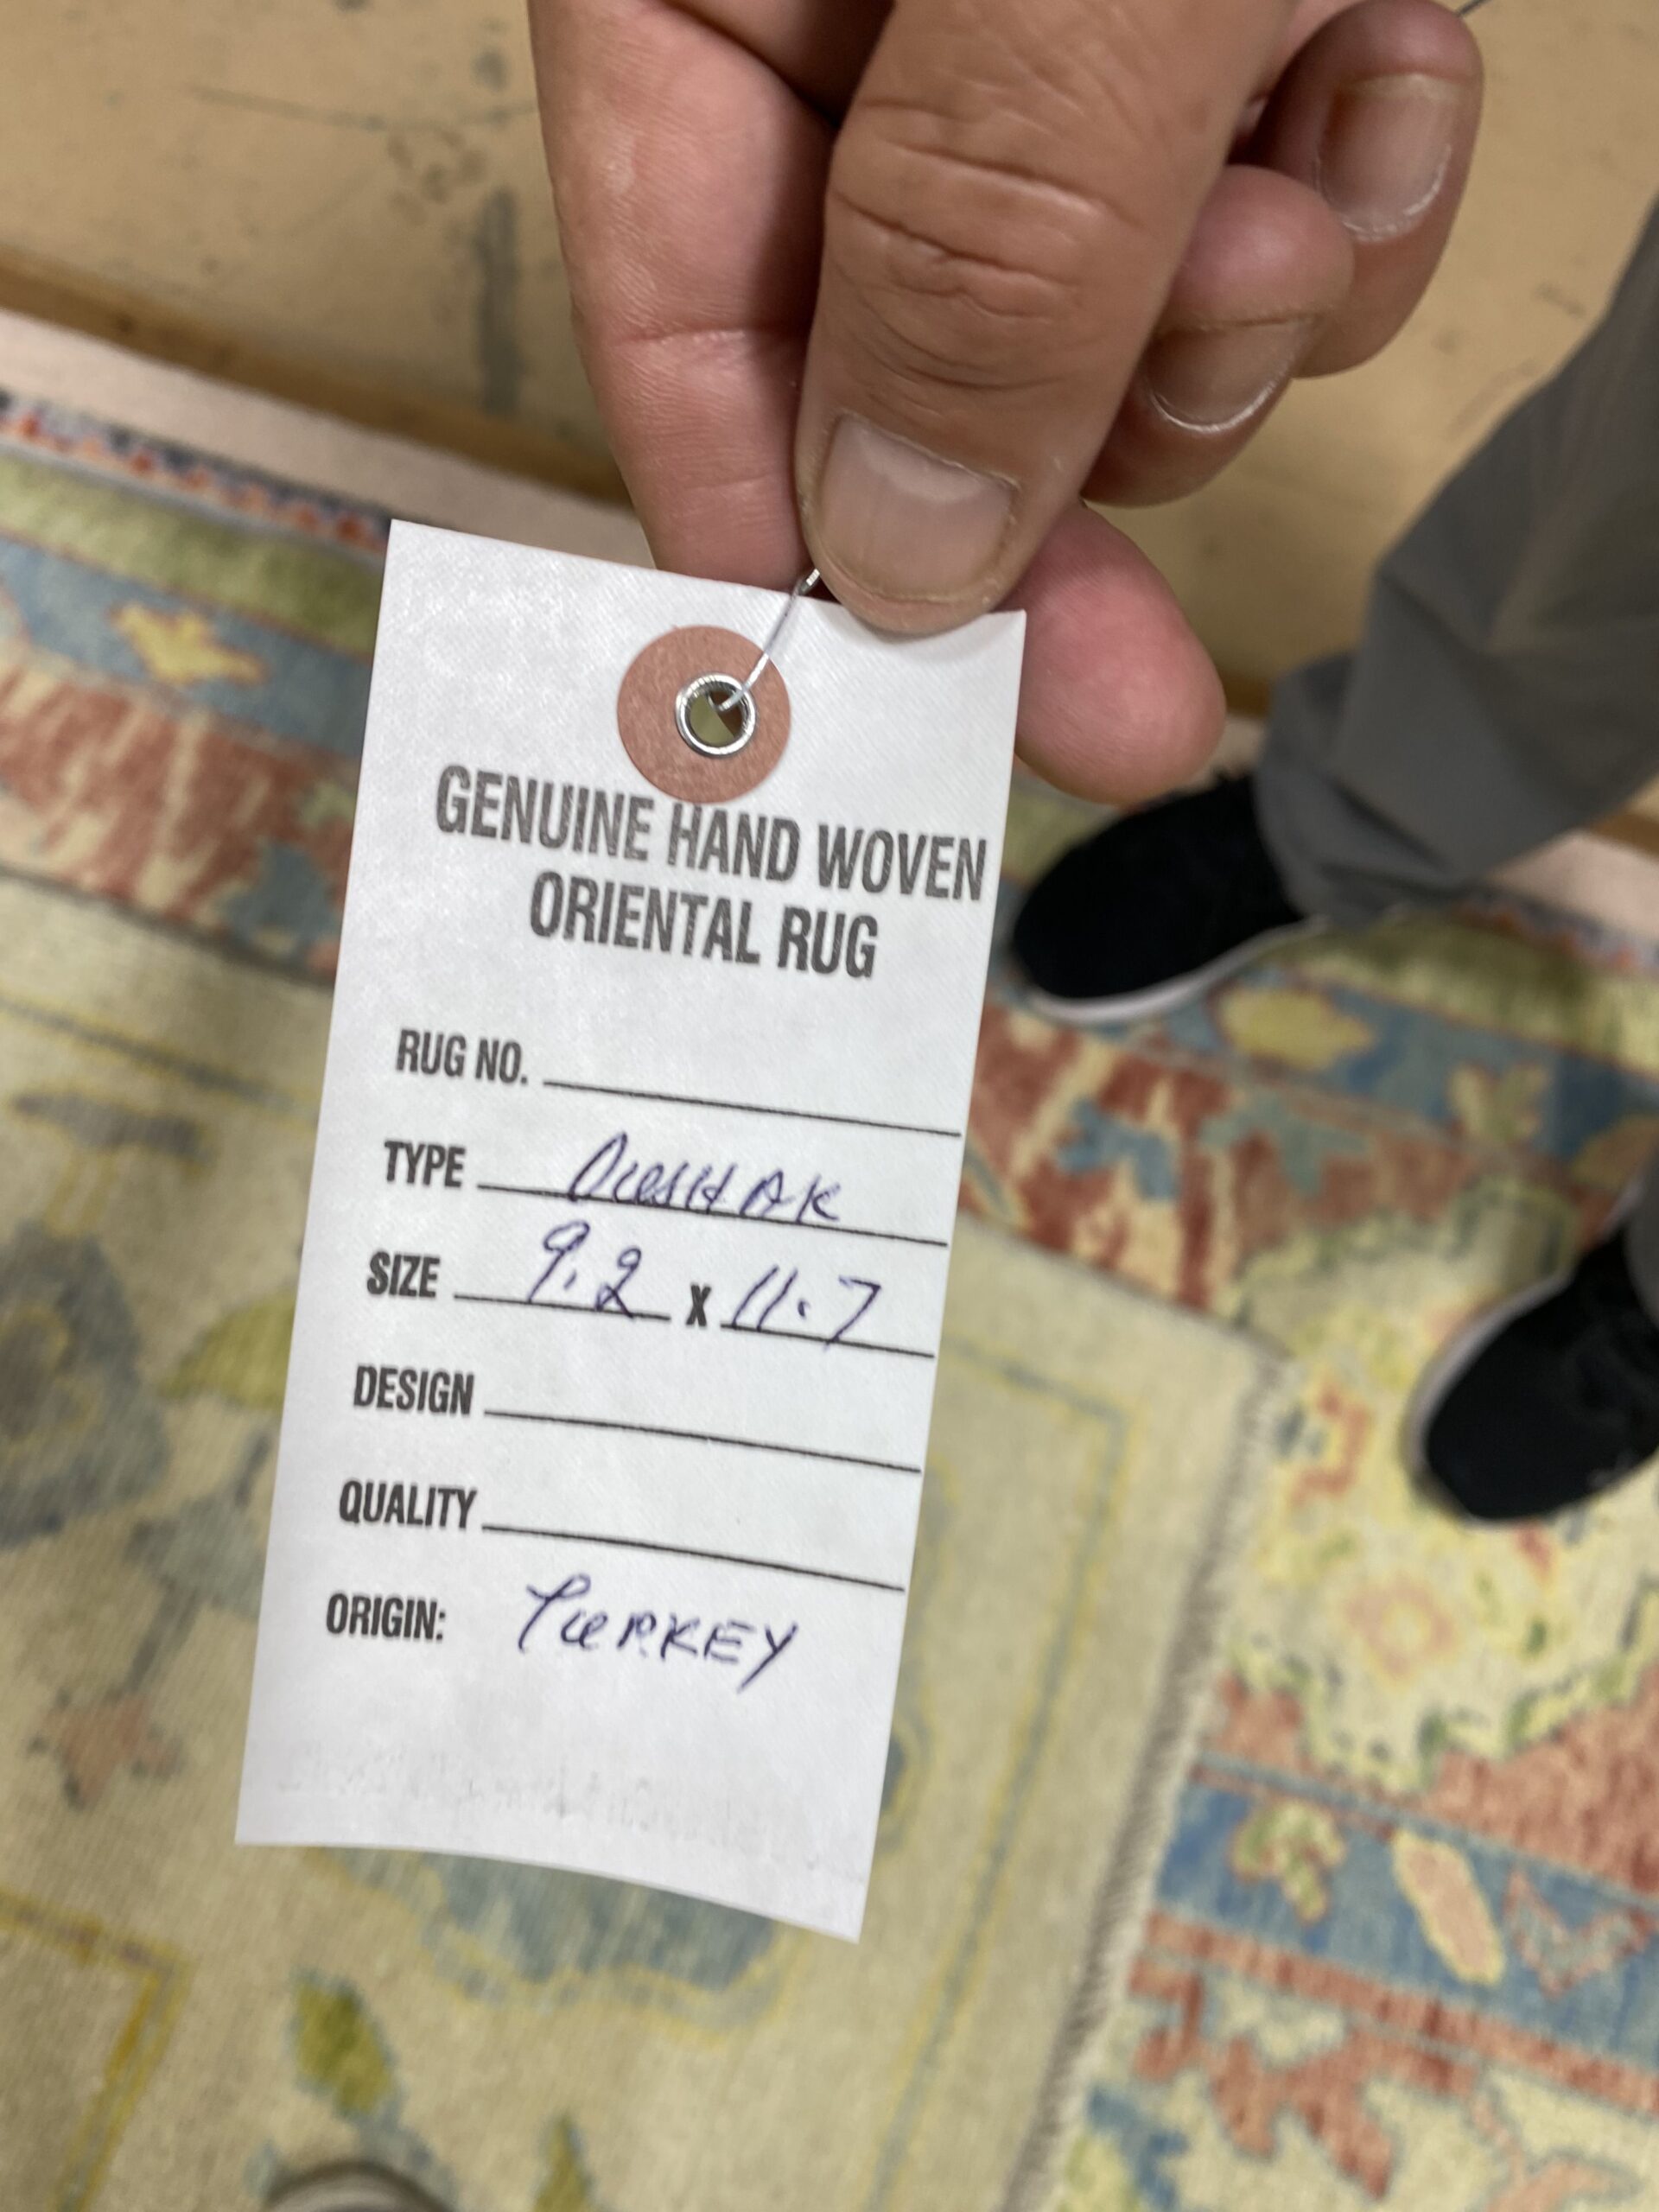 GENUINE HAND WOVEN
ORIENTAL RUG
RUG NO.
TYPE OUSHAK
SIZE 9.2 X 11.7
DESIGN
QUALITY
ORIGIN: TURKEY